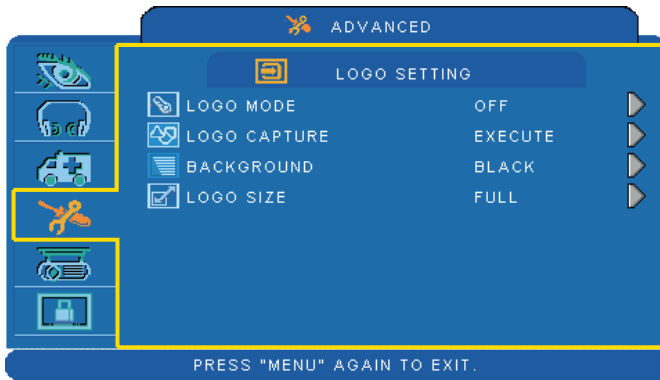 ADVANCED
LOGO SETTING
LOGO MODE OFF
LOGO CAPTURE EXECUTE
BACKGROUND BLACK
LOGO SIZE FULL
PRESS "MENU" AGAIN TO EXIT.